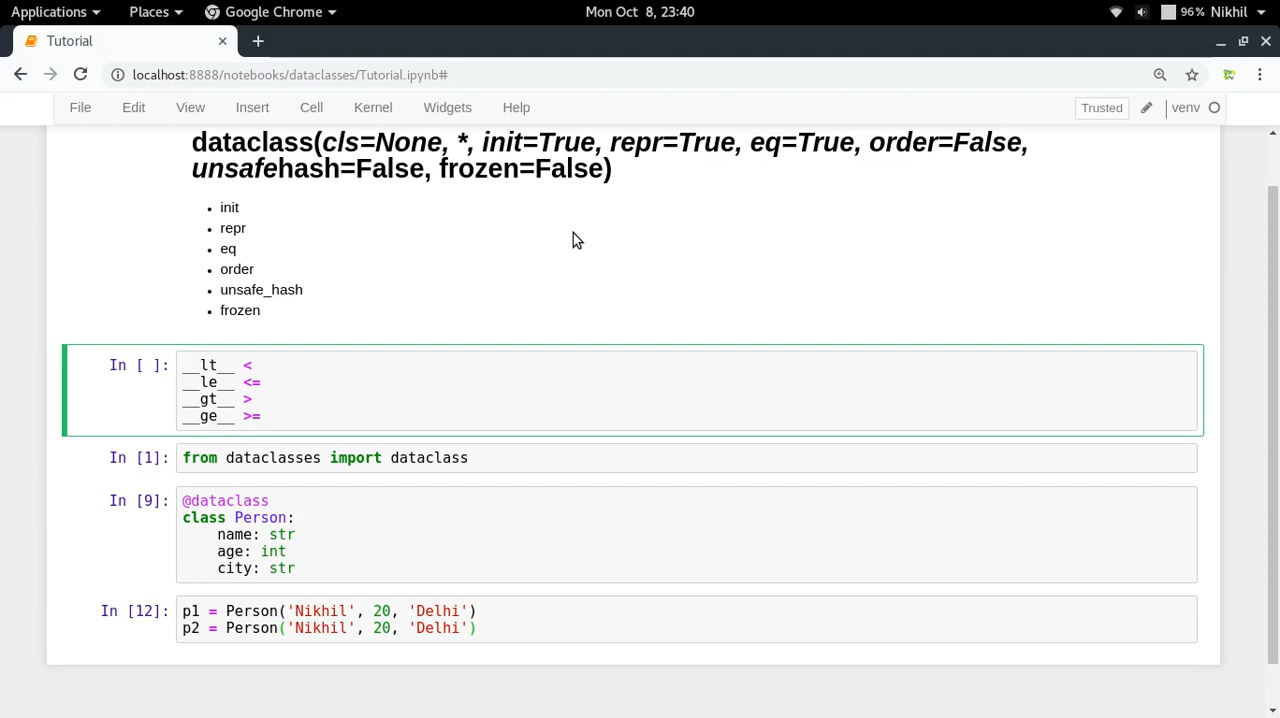 Applications Places Google Chrome Mon Oct 8, 23:40 96% Nikhil
Tutorial
localhost:8888/notebooks/dataclasses/Tutorial.ipynb#
File Edit View Insert Cell Kernel Widgets Help Trusted venv
dataclass(cls=None, *, init=True, repr=True, eq=True, order=False,
unsafehash=False, frozen=False)
• init
• repr
• eq
• order
• unsafe_hash
• frozen
In [ ]: __lt__ <
__le__ <=
__gt__ >
__ge__ >=
In [1]: from dataclasses import dataclass
In [9]: @dataclass
class Person:
name: str
age: int
city: str
In [12]: p1 = Person('Nikhil', 20, 'Delhi')
p2 = Person('Nikhil', 20, 'Delhi')